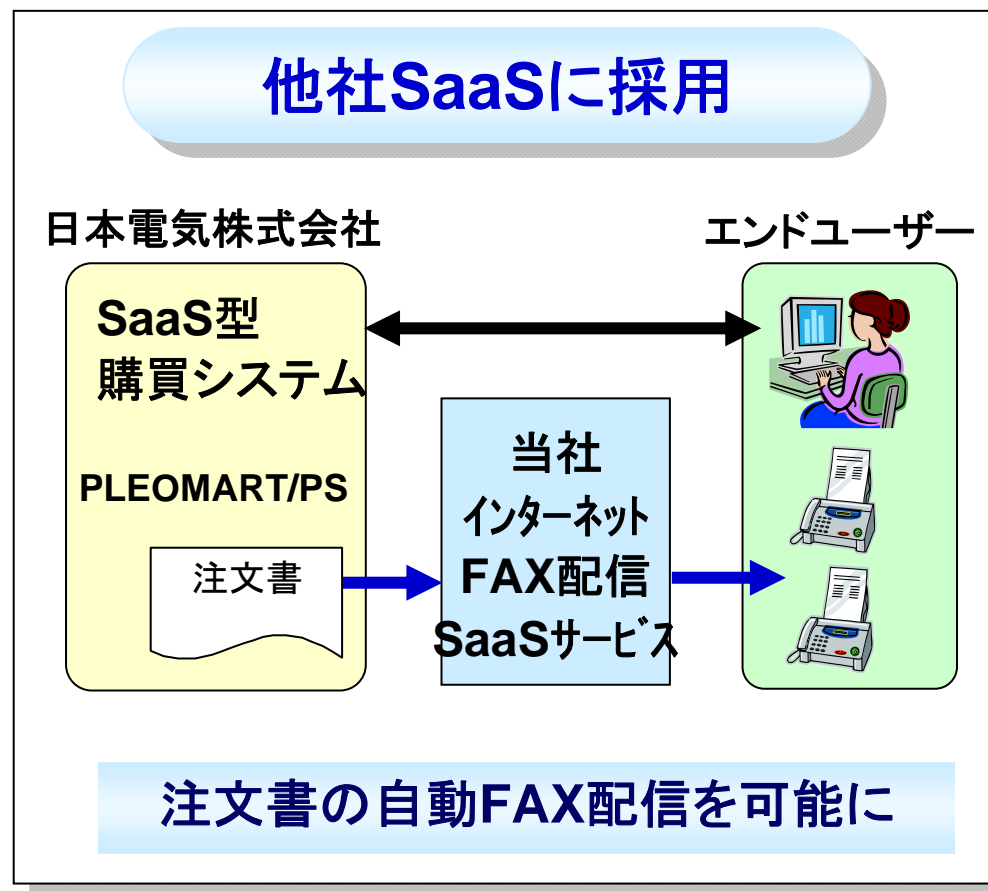 他社SaaSに採用
日本電気株式会社
エンドユーザー
SaaS型
購買システム
PLEOMART/PS
注文書
当社
インターネット
FAX配信
SaaSサービス
注文書の自動FAX配信を可能に